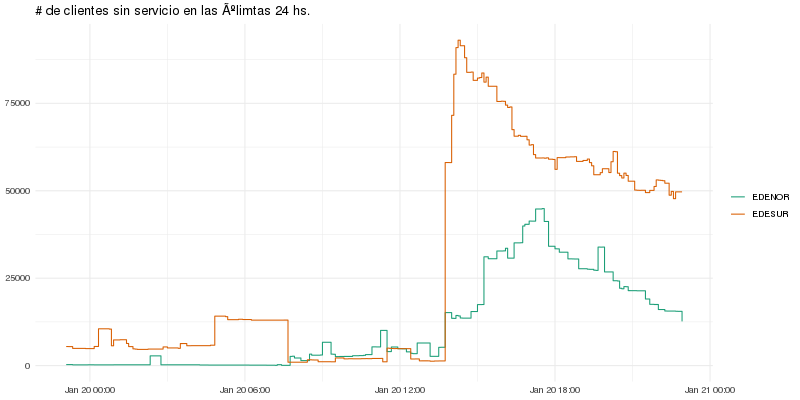 # de clientes sin servicio en las Ãºlimtas 24 hs.
75000
50000
25000
0
Jan 20 00:00
Jan 20 06:00
Jan 20 12:00
Jan 20 18:00
Jan 21 00:00
EDENOR
EDESUR